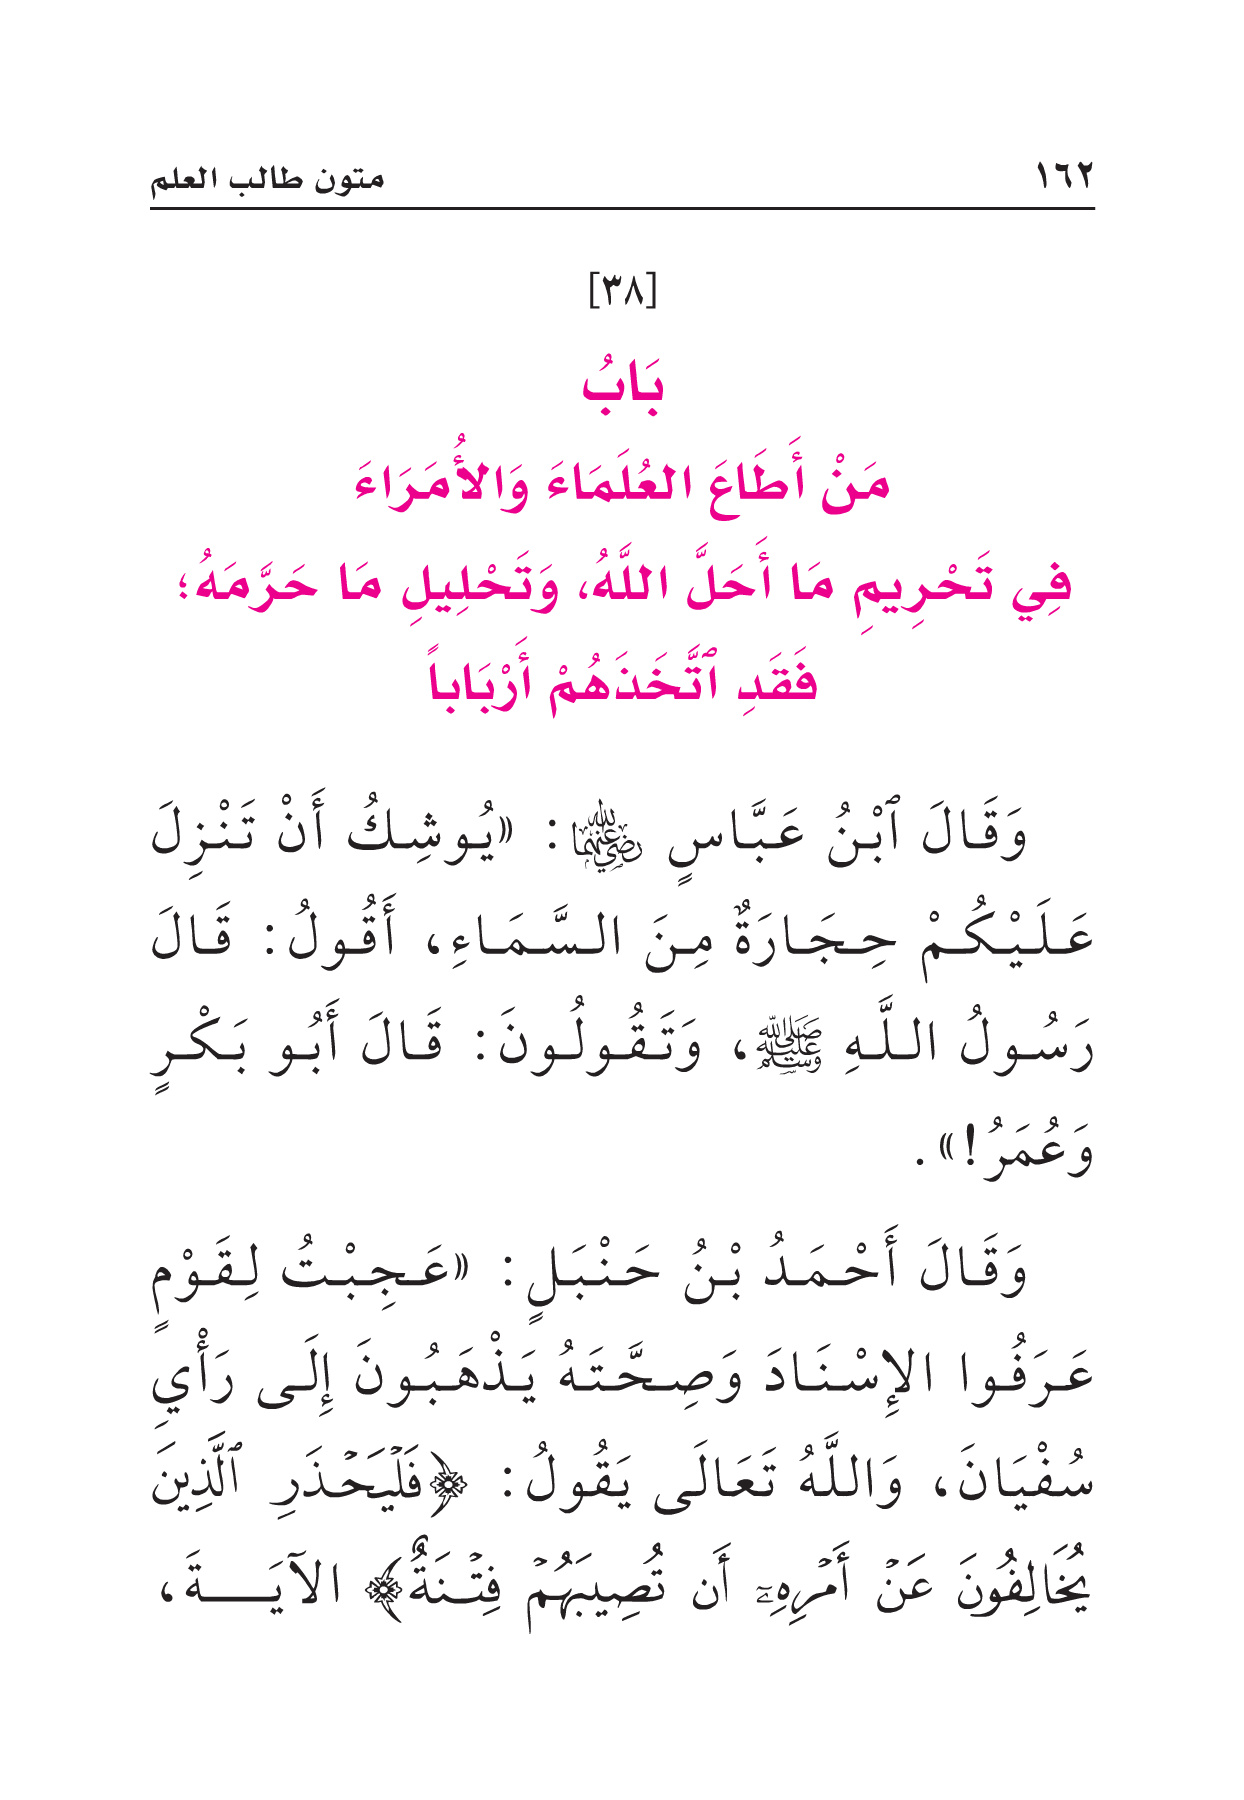 ١٦٢ متون طالب العلم
[٣٨]
بَابُ
مَنْ أَطَاعَ العُلَمَاءَ وَالأُمَرَاءَ
فِي تَحْرِيمِ مَا أَحَلَّ اللَّهُ، وَتَحْلِيلِ مَا حَرَّمَهُ؛
فَقَدِ ٱتَّخَذَهُمْ أَرْبَاباً
وَقَالَ ٱبْنُ عَبَّاسٍ رضي الله عنهما: «يُوشِكُ أَنْ تَنْزِلَ
عَلَيْكُمْ حِجَارَةٌ مِنَ السَّمَاءِ، أَقُولُ: قَالَ
رَسُولُ اللَّهِ ﷺ، وَتَقُولُونَ: قَالَ أَبُو بَكْرٍ
وَعُمَرُ!».
وَقَالَ أَحْمَدُ بْنُ حَنْبَلٍ: «عَجِبْتُ لِقَوْمٍ
عَرَفُوا الإِسْنَادَ وَصِحَّتَهُ يَذْهَبُونَ إِلَى رَأْيِ
سُفْيَانَ، وَاللَّهُ تَعَالَى يَقُولُ: ﴿فَلْيَحْذَرِ ٱلَّذِينَ
يُخَالِفُونَ عَنْ أَمْرِهِۦٓ أَن تُصِيبَهُمْ فِتْنَةٌ﴾ الآيَةَ،